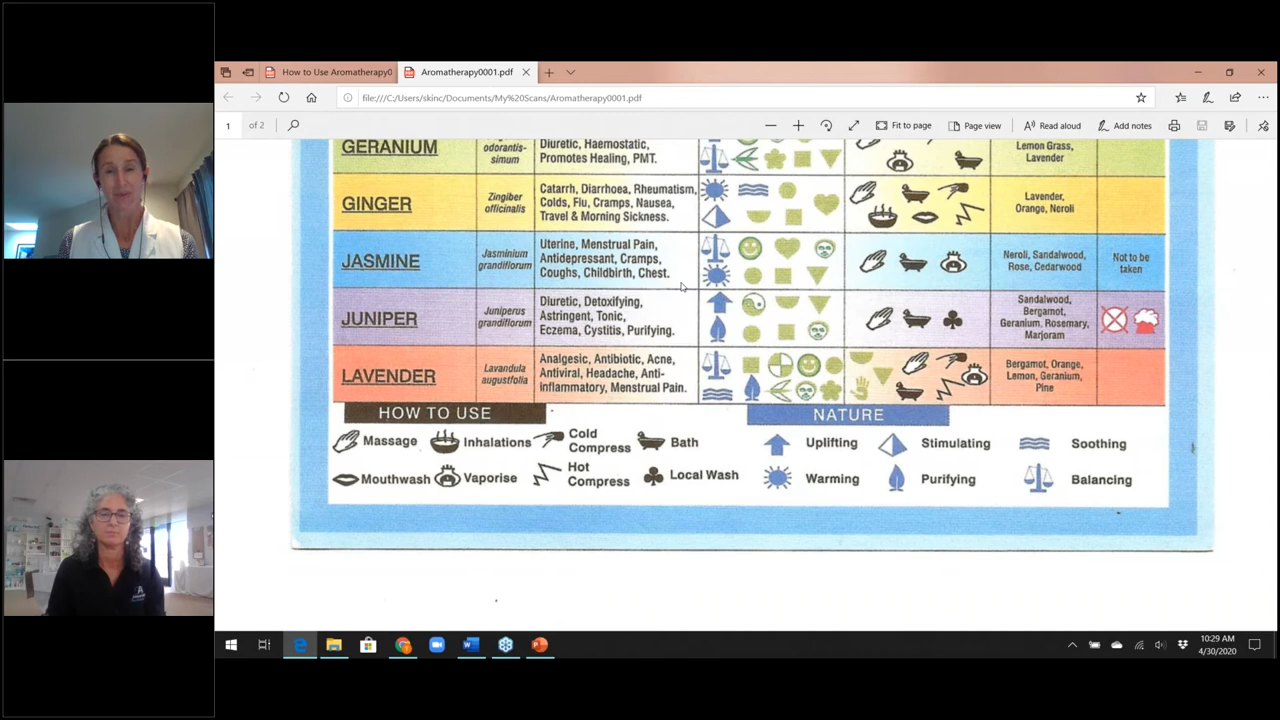 How to Use Aromatherapy0
Aromatherapy0001.pdf
file:///C:/Users/skinc/Documents/My%20Scans/Aromatherapy0001.pdf
1 of 2
Fit to page
Page view
Read aloud
Add notes
GERANIUM
odorantis-
simum
Diuretic, Haemostatic,
Promotes Healing, PMT.
Lemon Grass,
Lavender
GINGER
Zingiber
officinalis
Catarrh, Diarrhoea, Rheumatism,
Colds, Flu, Cramps, Nausea,
Travel & Morning Sickness.
Lavender,
Orange, Neroli
JASMINE
Jasminium
grandiflorum
Uterine, Menstrual Pain,
Antidepressant, Cramps,
Coughs, Childbirth, Chest.
Neroli, Sandalwood,
Rose, Cedarwood
Not to be
taken
JUNIPER
Juniperus
grandiflorum
Diuretic, Detoxifying,
Astringent, Tonic,
Eczema, Cystitis, Purifying.
Sandalwood,
Bergamot,
Geranium, Rosemary,
Marjoram
LAVENDER
Lavandula
augustfolia
Analgesic, Antibiotic, Acne,
Antiviral, Headache, Anti-
inflammatory, Menstrual Pain.
Bergamot, Orange,
Lemon, Geranium,
Pine
HOW TO USE
Massage
Inhalations
Cold
Compress
Bath
Mouthwash
Vaporise
Hot
Compress
Local Wash
NATURE
Uplifting
Stimulating
Soothing
Warming
Purifying
Balancing
10:29 AM
4/30/2020